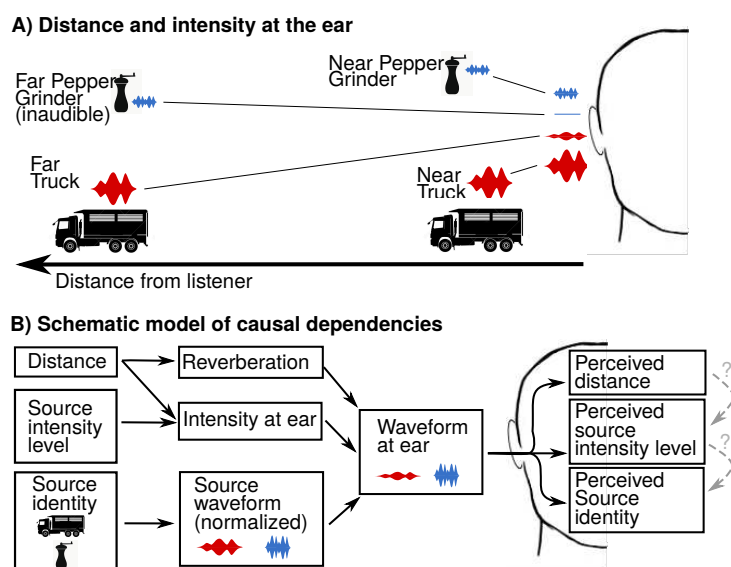 A) Distance and intensity at the ear
Far Pepper
Grinder
(inaudible)
Near Pepper
Grinder
Far
Truck
Near
Truck
Distance from listener
B) Schematic model of causal dependencies
Distance
Reverberation
Source
intensity
level
Intensity at ear
Source
identity
Source
waveform
(normalized)
Waveform
at ear
Perceived
distance
Perceived
source
intensity level
Perceived
Source
identity
?
?